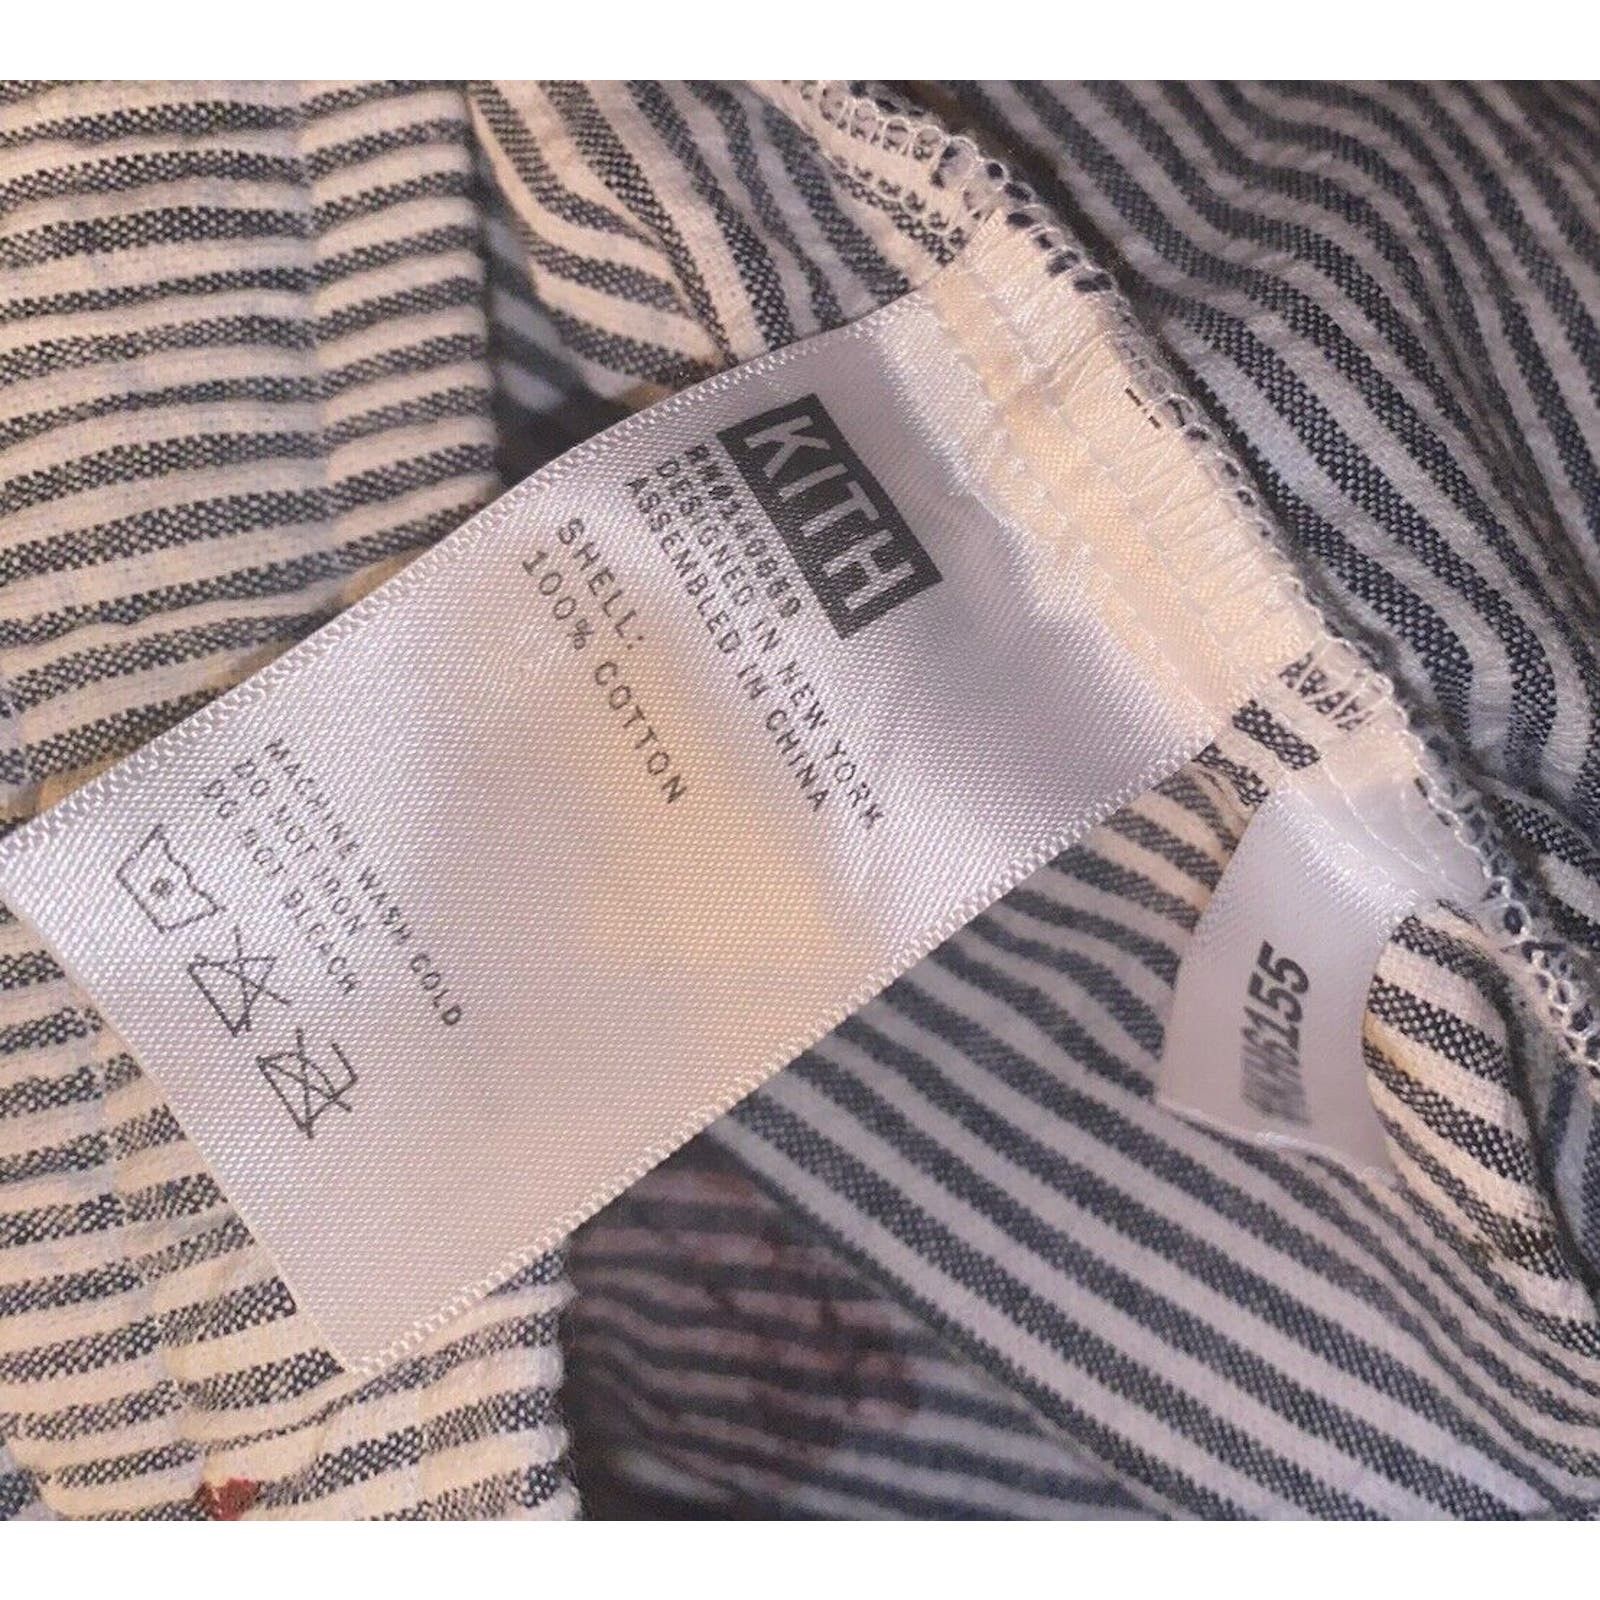 KITH
DESIGNED IN NEW YORK
ASSEMBLED IN CHINA
SHELL:
100% COTTON
MACHINE WASH COLD
DO NOT IRON
DO NOT BLEACH
KH6155